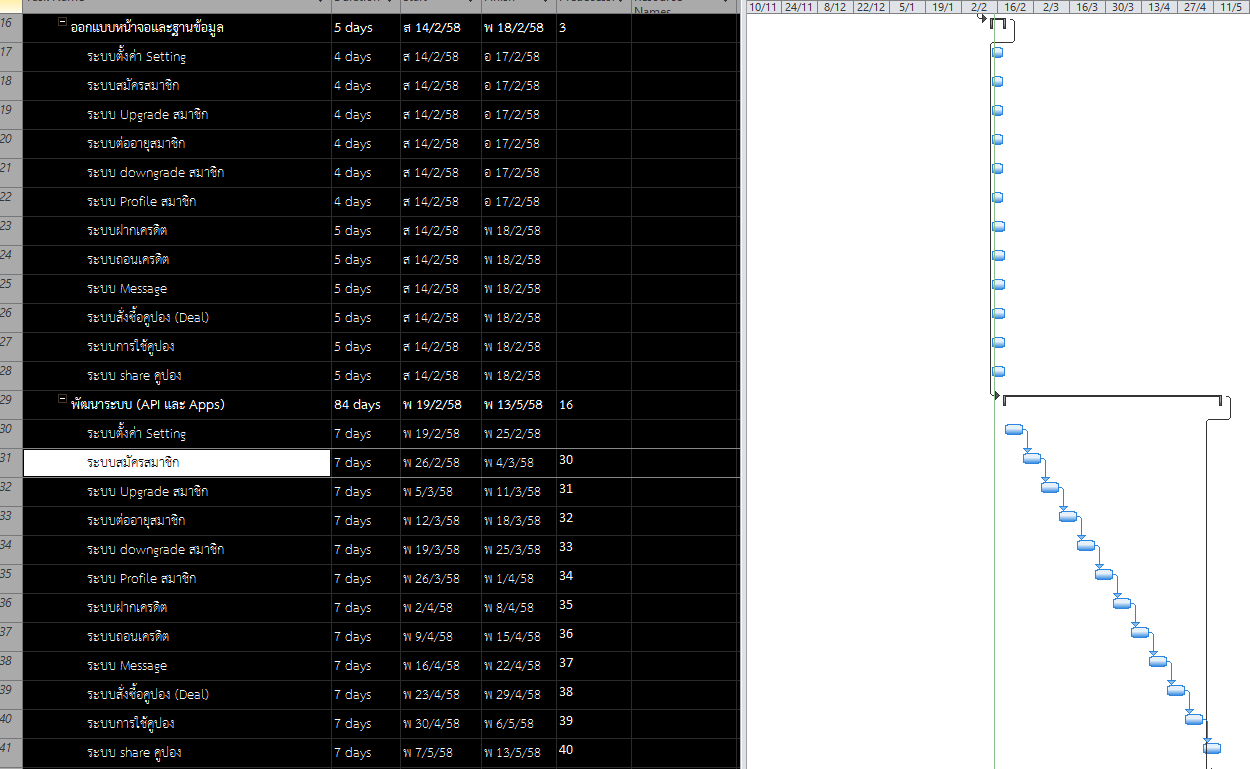 Names
10/11 24/11 8/12 22/12 5/1 19/1 2/2 16/2 2/3 16/3 30/3 13/4 27/4 11/5
16 ออกแบบหน้าจอและฐานข้อมูล 5 days ส 14/2/58 พ 18/2/58 3
17 ระบบตั้งค่า Setting 4 days ส 14/2/58 อ 17/2/58
18 ระบบสมัครสมาชิก 4 days ส 14/2/58 อ 17/2/58
19 ระบบ Upgrade สมาชิก 4 days ส 14/2/58 อ 17/2/58
20 ระบบต่ออายุสมาชิก 4 days ส 14/2/58 อ 17/2/58
21 ระบบ downgrade สมาชิก 4 days ส 14/2/58 อ 17/2/58
22 ระบบ Profile สมาชิก 4 days ส 14/2/58 อ 17/2/58
23 ระบบฝากเครดิต 5 days ส 14/2/58 พ 18/2/58
24 ระบบถอนเครดิต 5 days ส 14/2/58 พ 18/2/58
25 ระบบ Message 5 days ส 14/2/58 พ 18/2/58
26 ระบบสั่งซื้อคูปอง (Deal) 5 days ส 14/2/58 พ 18/2/58
27 ระบบการใช้คูปอง 5 days ส 14/2/58 พ 18/2/58
28 ระบบ share คูปอง 5 days ส 14/2/58 พ 18/2/58
29 พัฒนาระบบ (API และ Apps) 84 days พ 19/2/58 พ 13/5/58 16
30 ระบบตั้งค่า Setting 7 days พ 19/2/58 พ 25/2/58
31 ระบบสมัครสมาชิก 7 days พ 26/2/58 พ 4/3/58 30
32 ระบบ Upgrade สมาชิก 7 days พ 5/3/58 พ 11/3/58 31
33 ระบบต่ออายุสมาชิก 7 days พ 12/3/58 พ 18/3/58 32
34 ระบบ downgrade สมาชิก 7 days พ 19/3/58 พ 25/3/58 33
35 ระบบ Profile สมาชิก 7 days พ 26/3/58 พ 1/4/58 34
36 ระบบฝากเครดิต 7 days พ 2/4/58 พ 8/4/58 35
37 ระบบถอนเครดิต 7 days พ 9/4/58 พ 15/4/58 36
38 ระบบ Message 7 days พ 16/4/58 พ 22/4/58 37
39 ระบบสั่งซื้อคูปอง (Deal) 7 days พ 23/4/58 พ 29/4/58 38
40 ระบบการใช้คูปอง 7 days พ 30/4/58 พ 6/5/58 39
41 ระบบ share คูปอง 7 days พ 7/5/58 พ 13/5/58 40